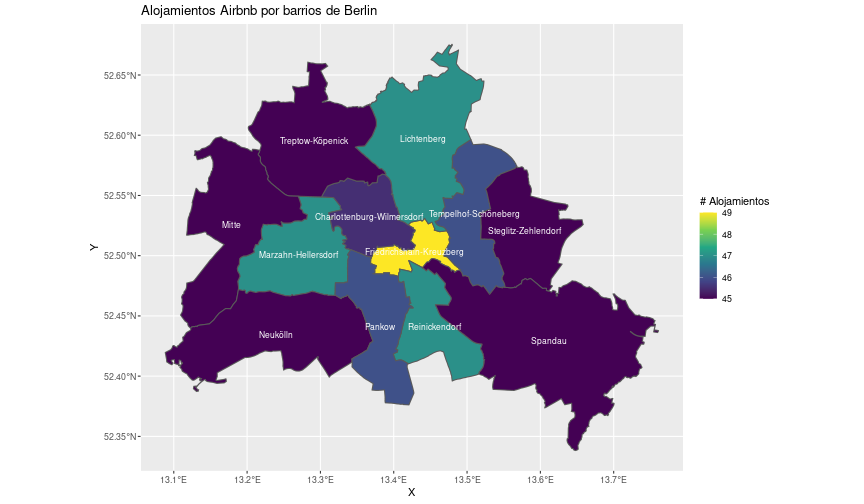 Alojamientos Airbnb por barrios de Berlin
52.65°N
52.60°N
52.55°N
52.50°N
52.45°N
52.40°N
52.35°N
Y
Treptow-Köpenick
Lichtenberg
Mitte
Charlottenburg-Wilmersdorf
Tempelhof-Schöneberg
Steglitz-Zehlendorf
Marzahn-Hellersdorf
Friedrichshain-Kreuzberg
Neukölln
Pankow
Reinickendorf
Spandau
13.1°E
13.2°E
13.3°E
13.4°E
13.5°E
13.6°E
13.7°E
X
# Alojamientos
49
48
47
46
45